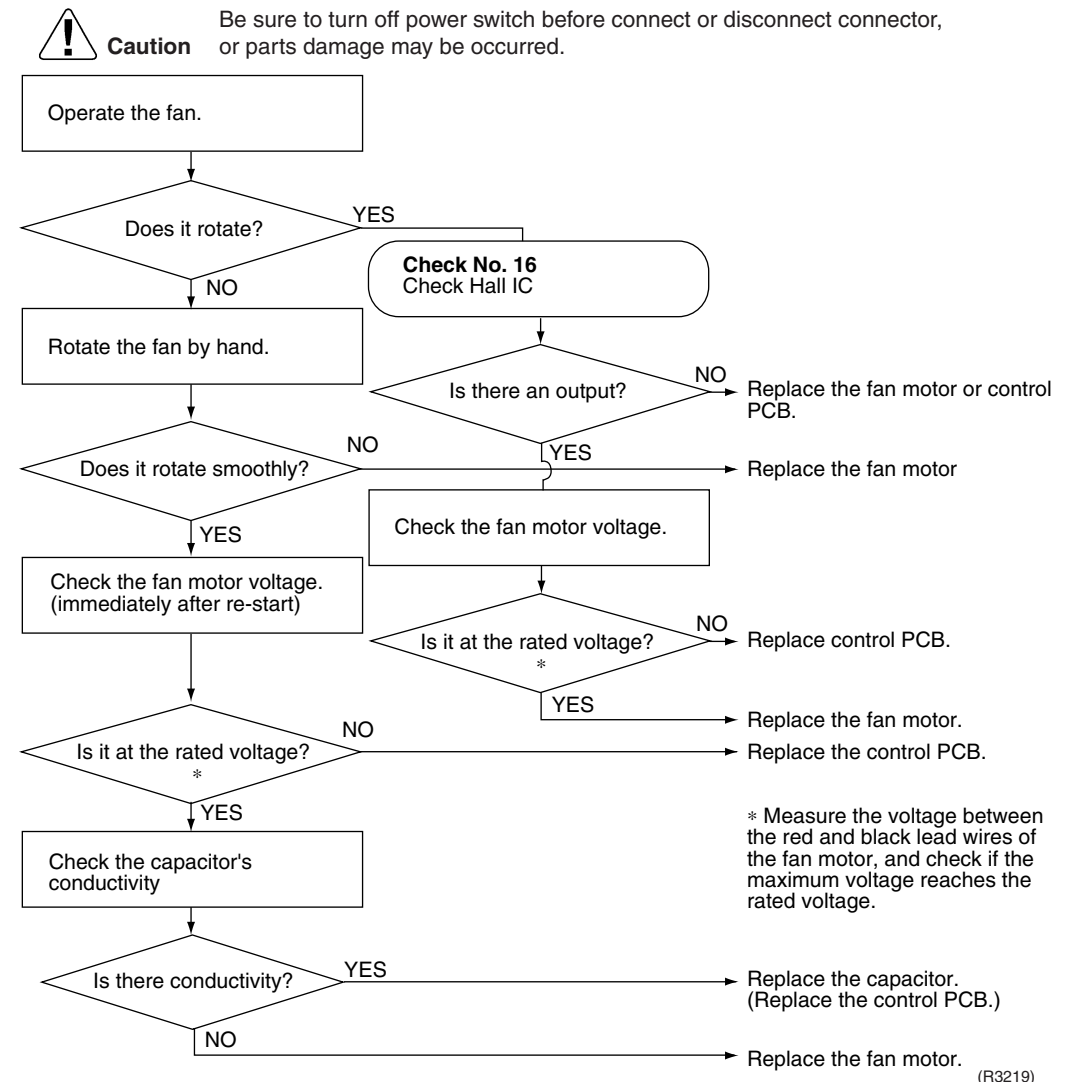 Be sure to turn off power switch before connect or disconnect connector,
Caution or parts damage may be occurred.
Operate the fan.
Does it rotate?
YES
NO
Check No. 16
Check Hall IC
Rotate the fan by hand.
Is there an output?
NO
Replace the fan motor or control
PCB.
YES
Does it rotate smoothly?
NO
Replace the fan motor
YES
Check the fan motor voltage.
Check the fan motor voltage.
(immediately after re-start)
Is it at the rated voltage?
*
NO
Replace control PCB.
YES
Replace the fan motor.
Is it at the rated voltage?
*
NO
Replace the control PCB.
YES
* Measure the voltage between
the red and black lead wires of
the fan motor, and check if the
maximum voltage reaches the
rated voltage.
Check the capacitor's
conductivity
Is there conductivity?
YES
Replace the capacitor.
(Replace the control PCB.)
NO
Replace the fan motor.
(R3219)